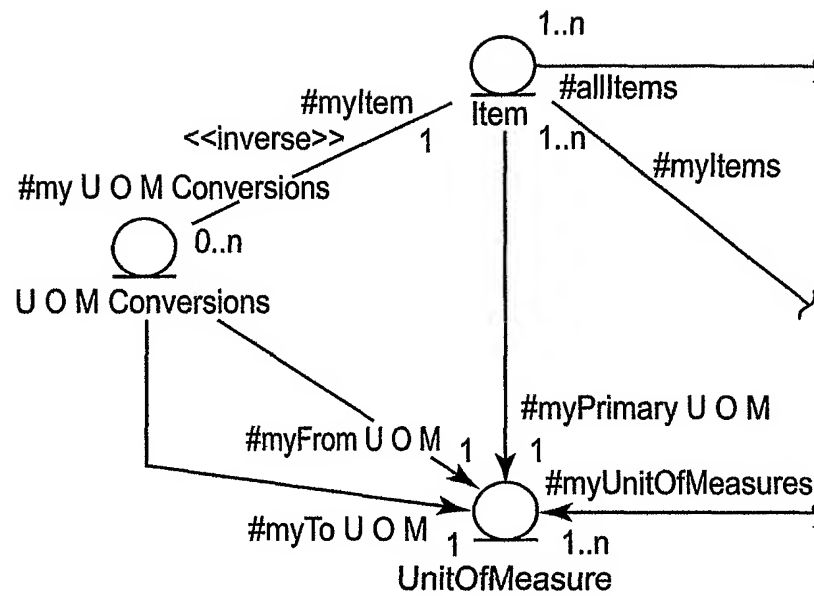 1..n
#allItems
#myItem
Item
<<inverse>>
1
1..n
#myItems
#my U O M Conversions
0..n
U O M Conversions
#myPrimary U O M
#myFrom U O M
1
1
#myUnitOfMeasures
#myTo U O M
1
1..n
UnitOfMeasure